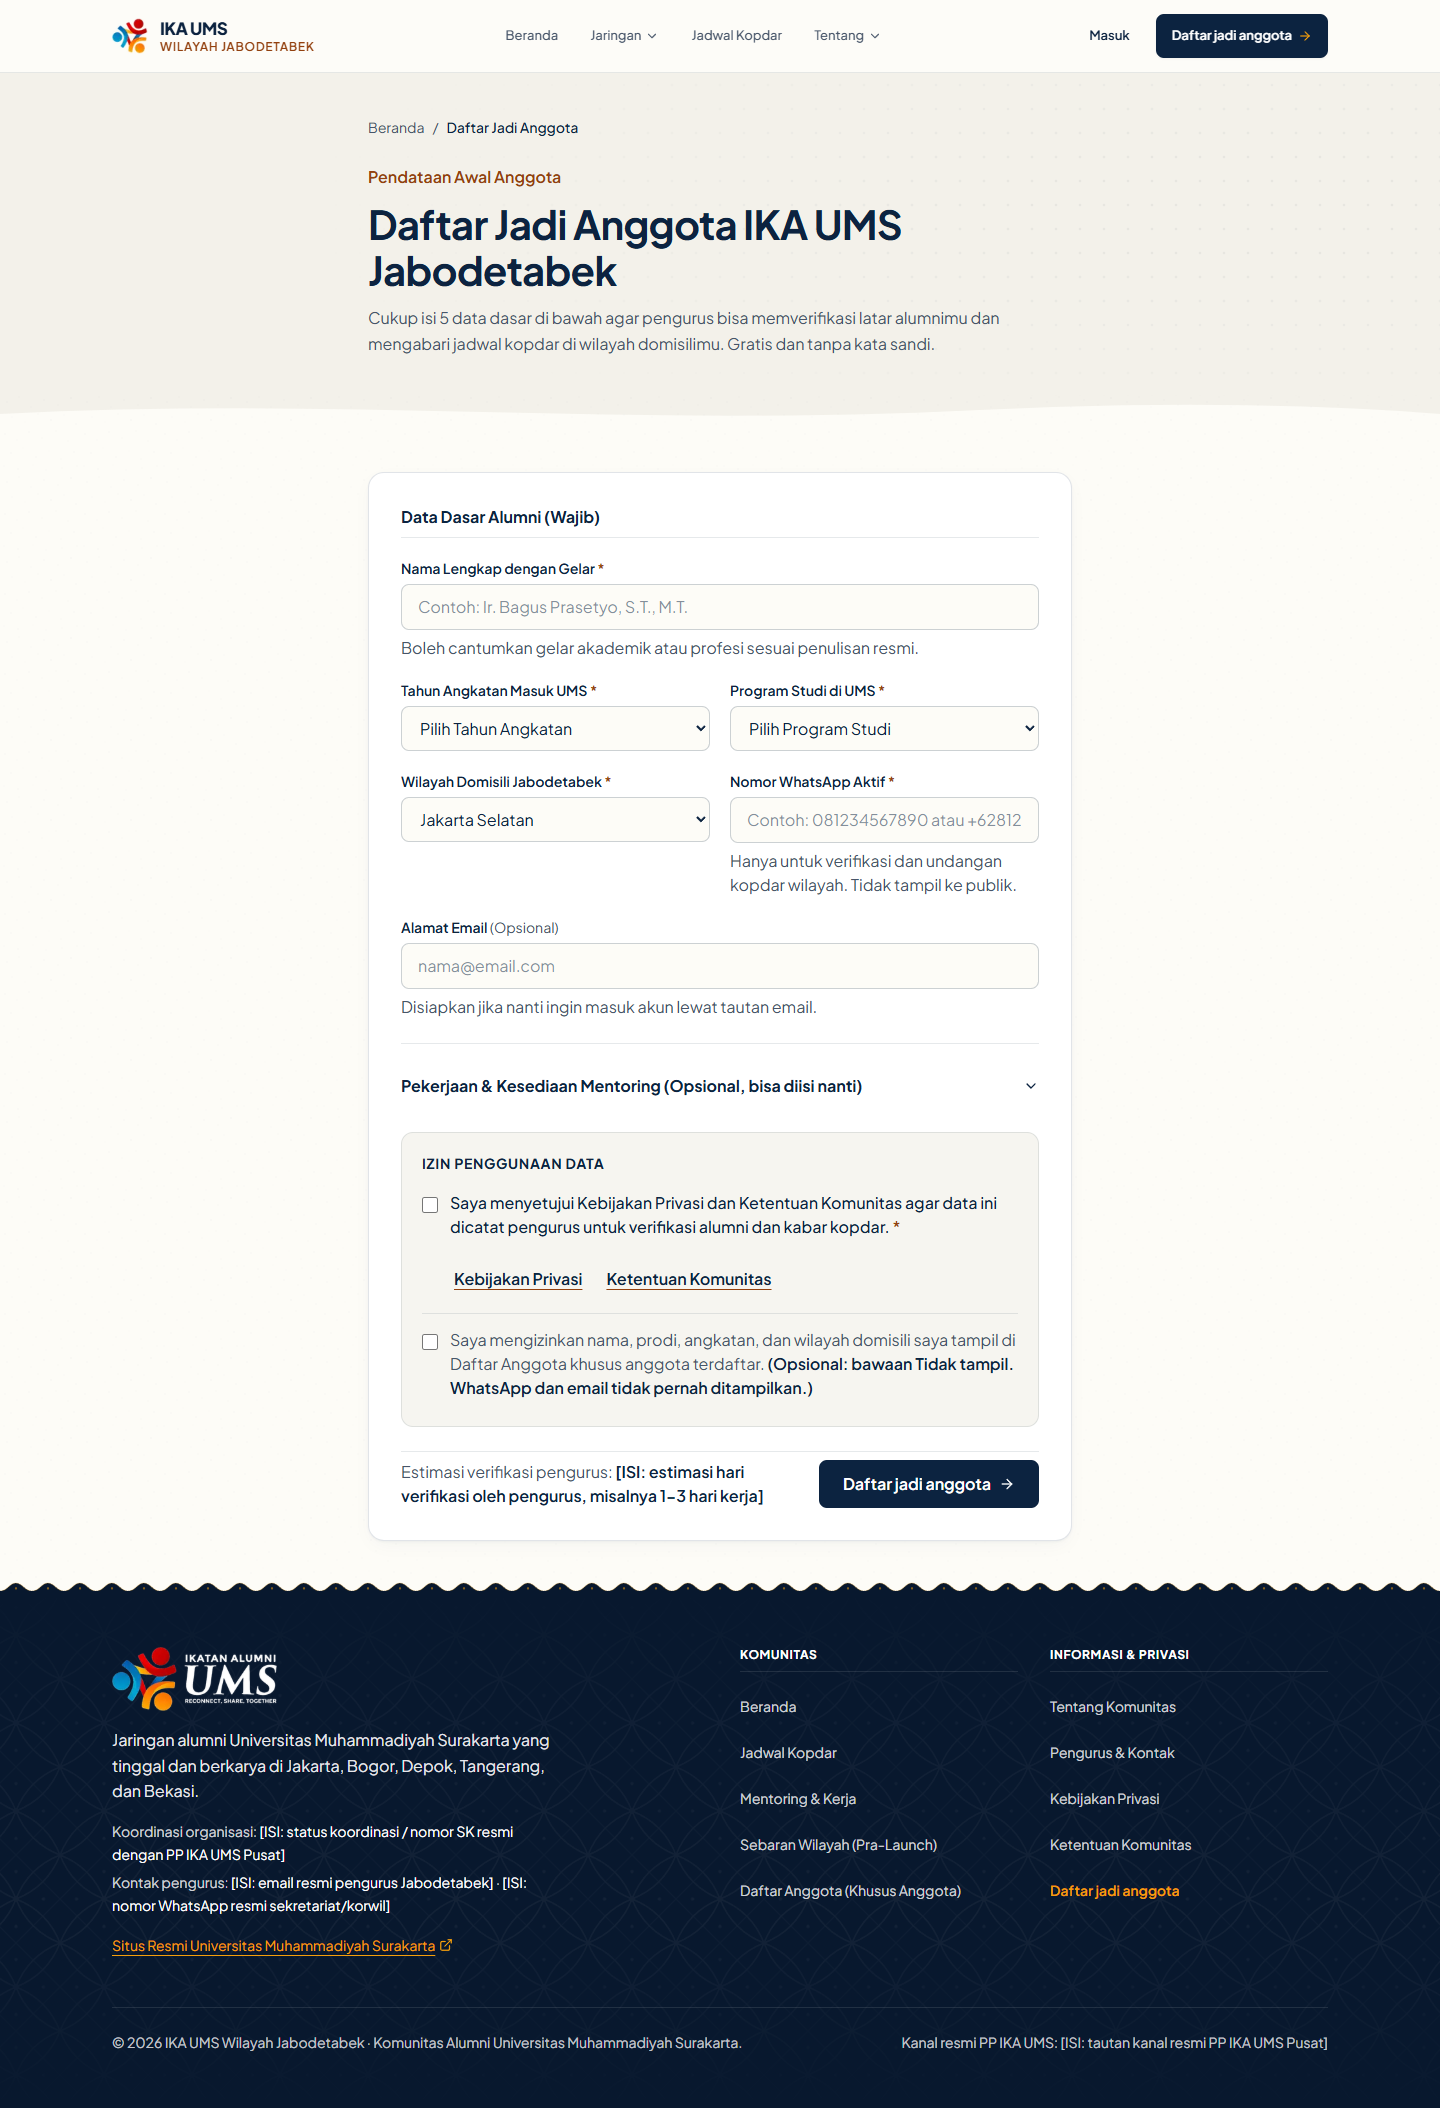 IKA UMS
WILAYAH JABODETABEK
Beranda
Jaringan
Jadwal Kopdar
Tentang
Masuk
Daftar jadi anggota
Beranda / Daftar Jadi Anggota
Pendataan Awal Anggota
Daftar Jadi Anggota IKA UMS
Jabodetabek
Cukup isi 5 data dasar di bawah agar pengurus bisa memverifikasi latar alumnimu dan
mengabari jadwal kopdar di wilayah domisilimu. Gratis dan tanpa kata sandi.
Data Dasar Alumni (Wajib)
Nama Lengkap dengan Gelar *
Contoh: Ir. Bagus Prasetyo, S.T., M.T.
Boleh cantumkan gelar akademik atau profesi sesuai penulisan resmi.
Tahun Angkatan Masuk UMS *
Pilih Tahun Angkatan
Program Studi di UMS *
Pilih Program Studi
Wilayah Domisili Jabodetabek *
Jakarta Selatan
Nomor WhatsApp Aktif *
Contoh: 081234567890 atau +62812
Hanya untuk verifikasi dan undangan
kopdar wilayah. Tidak tampil ke publik.
Alamat Email (Opsional)
nama@email.com
Disiapkan jika nanti ingin masuk akun lewat tautan email.
Pekerjaan & Kesediaan Mentoring (Opsional, bisa diisi nanti)
IZIN PENGGUNAAN DATA
Saya menyetujui Kebijakan Privasi dan Ketentuan Komunitas agar data ini
dicatat pengurus untuk verifikasi alumni dan kabar kopdar. *
Kebijakan Privasi
Ketentuan Komunitas
Saya mengizinkan nama, prodi, angkatan, dan wilayah domisili saya tampil di
Daftar Anggota khusus anggota terdaftar. (Opsional: bawaan Tidak tampil.
WhatsApp dan email tidak pernah ditampilkan.)
Estimasi verifikasi pengurus: [ISI: estimasi hari
verifikasi oleh pengurus, misalnya 1–3 hari kerja]
Daftar jadi anggota
IKATAN ALUMNI
UMS
RECONNECT, SHARE, TOGETHER
Jaringan alumni Universitas Muhammadiyah Surakarta yang
tinggal dan berkarya di Jakarta, Bogor, Depok, Tangerang,
dan Bekasi.
Koordinasi organisasi: [ISI: status koordinasi / nomor SK resmi
dengan PP IKA UMS Pusat]
Kontak pengurus: [ISI: email resmi pengurus Jabodetabek] · [ISI:
nomor WhatsApp resmi sekretariat/korwil]
Situs Resmi Universitas Muhammadiyah Surakarta
KOMUNITAS
Beranda
Jadwal Kopdar
Mentoring & Kerja
Sebaran Wilayah (Pra-Launch)
Daftar Anggota (Khusus Anggota)
INFORMASI & PRIVASI
Tentang Komunitas
Pengurus & Kontak
Kebijakan Privasi
Ketentuan Komunitas
Daftar jadi anggota
© 2026 IKA UMS Wilayah Jabodetabek · Komunitas Alumni Universitas Muhammadiyah Surakarta.
Kanal resmi PP IKA UMS: [ISI: tautan kanal resmi PP IKA UMS Pusat]